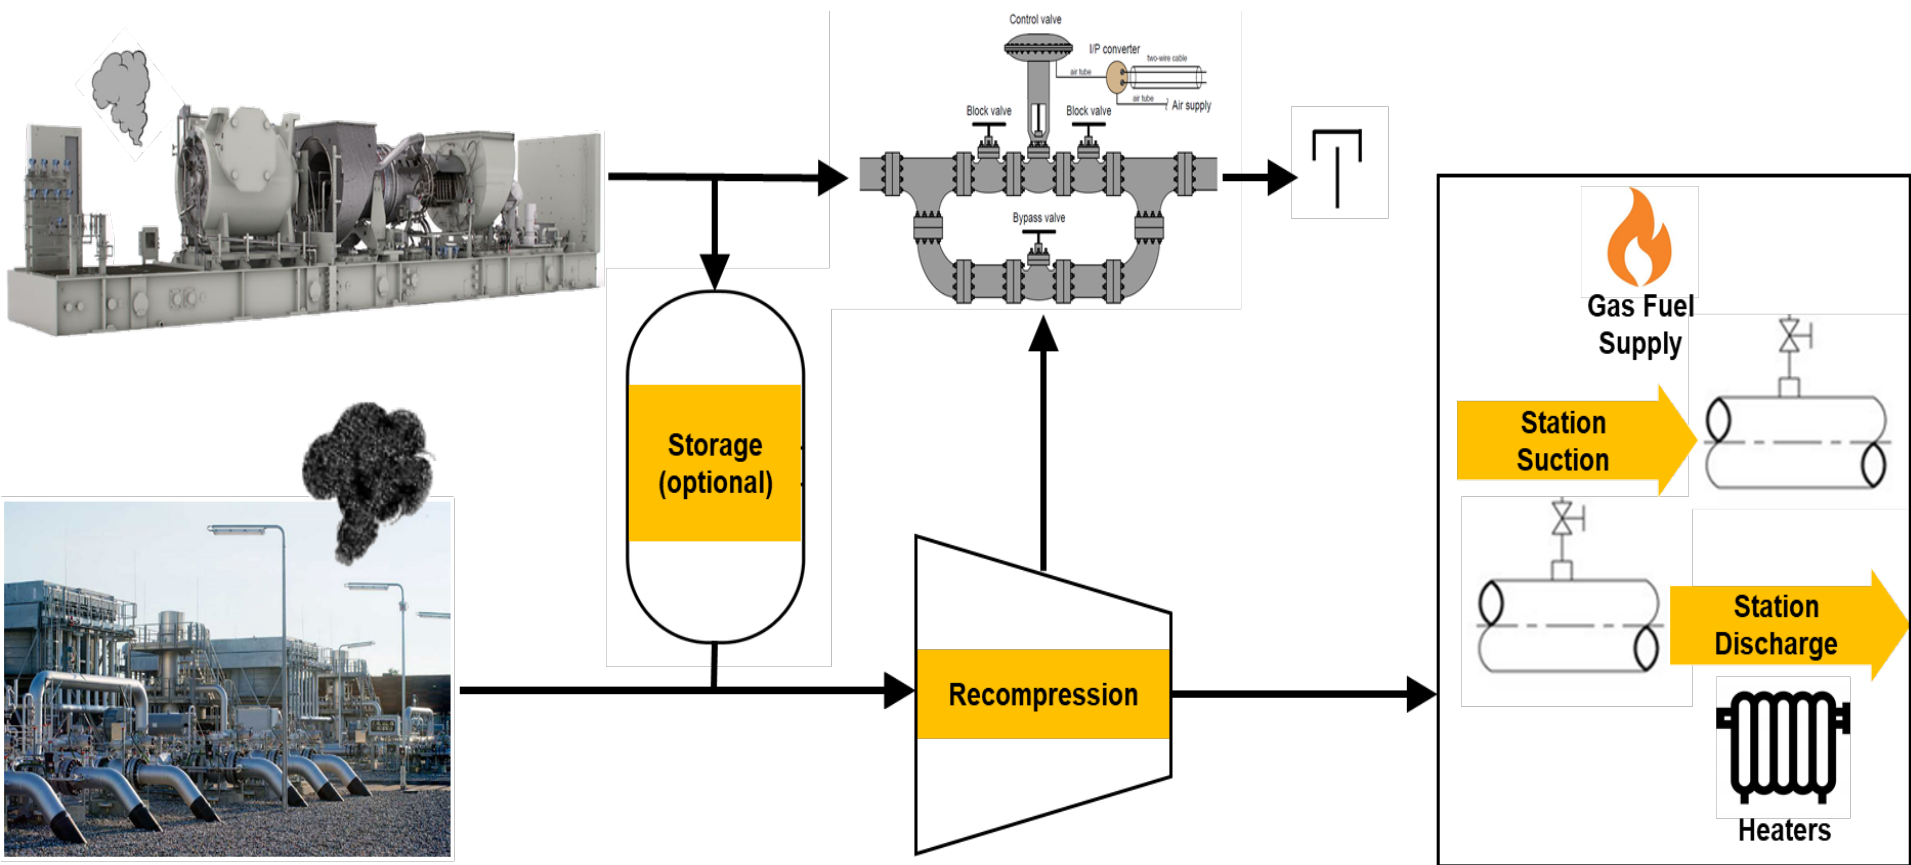 Control valve
I/P converter
two-wire cable
air tube
air tube
Air supply
Block valve
Block valve
Bypass valve
Gas Fuel
Supply
Station
Suction
Storage
(optional)
Station
Discharge
Recompression
Heaters